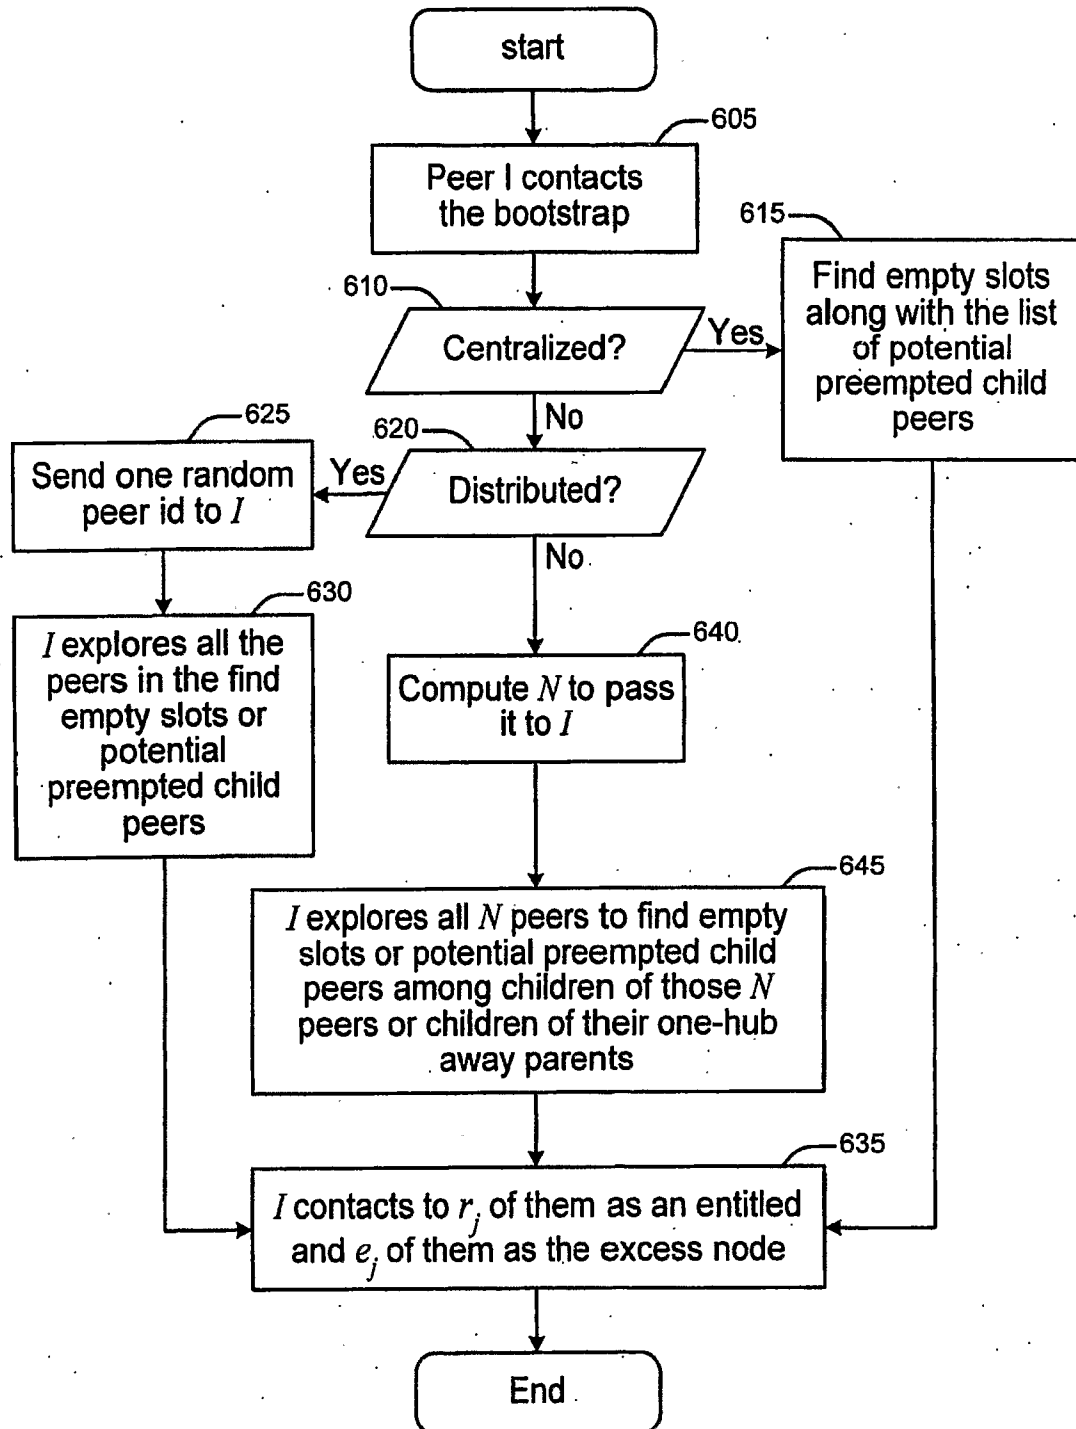 start
605
Peer I contacts
the bootstrap
615
Find empty slots
along with the list
of potential
preempted child
peers
610
Centralized?
Yes
No
625
Send one random
peer id to I
620
Yes
Distributed?
No
630
I explores all the
peers in the find
empty slots or
potential
preempted child
peers
640
Compute N to pass
it to I
645
I explores all N peers to find empty
slots or potential preempted child
peers among children of those N
peers or children of their one-hub
away parents
635
I contacts to r_j of them as an entitled
and e_j of them as the excess node
End